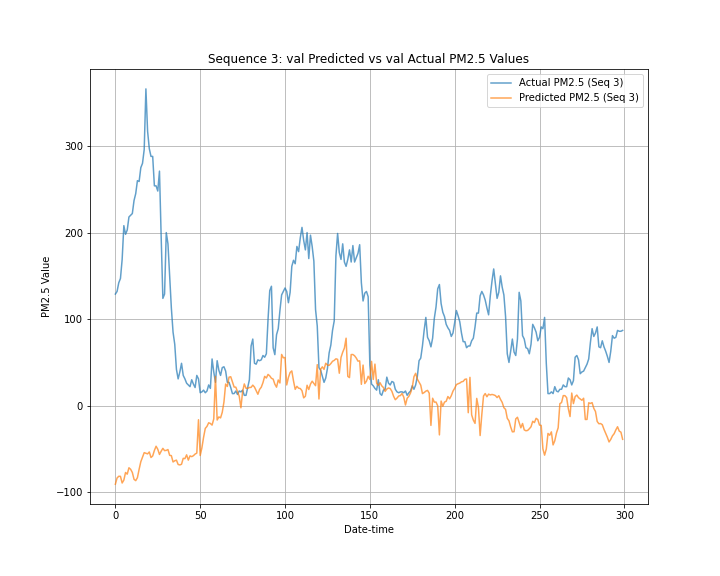 Sequence 3: val Predicted vs val Actual PM2.5 Values
Actual PM2.5 (Seq 3)
Predicted PM2.5 (Seq 3)
PM2.5 Value
300
200
100
0
−100
0 50 100 150 200 250 300
Date-time